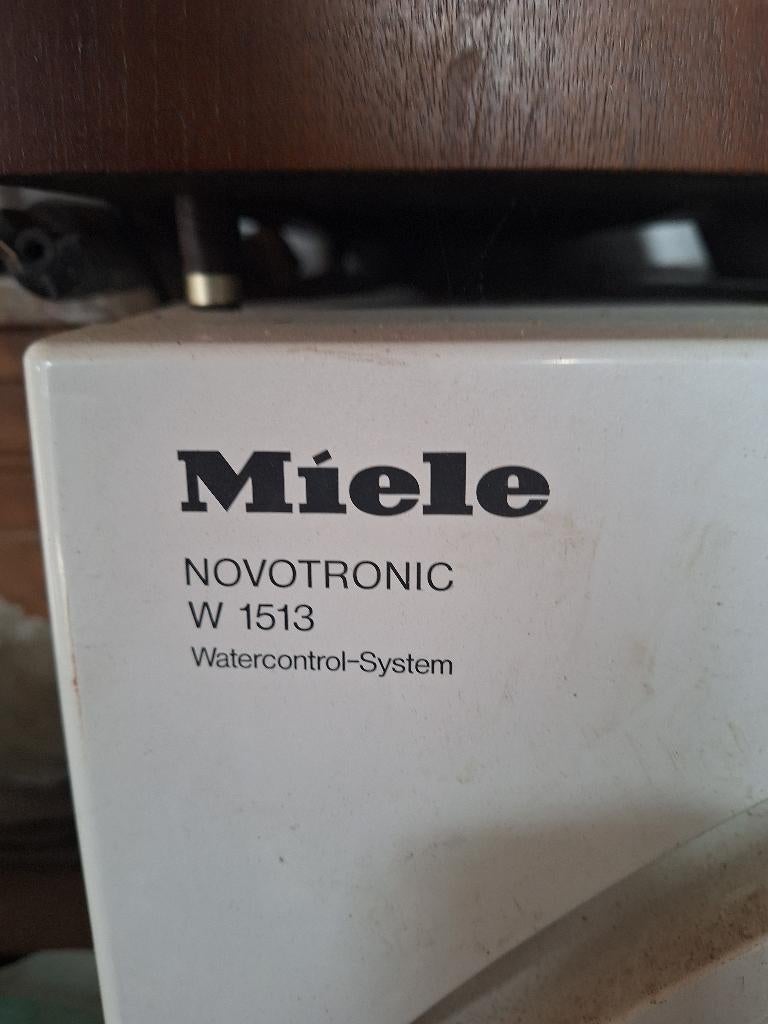 Miele
NOVOTRONIC
W 1513
Watercontrol-System